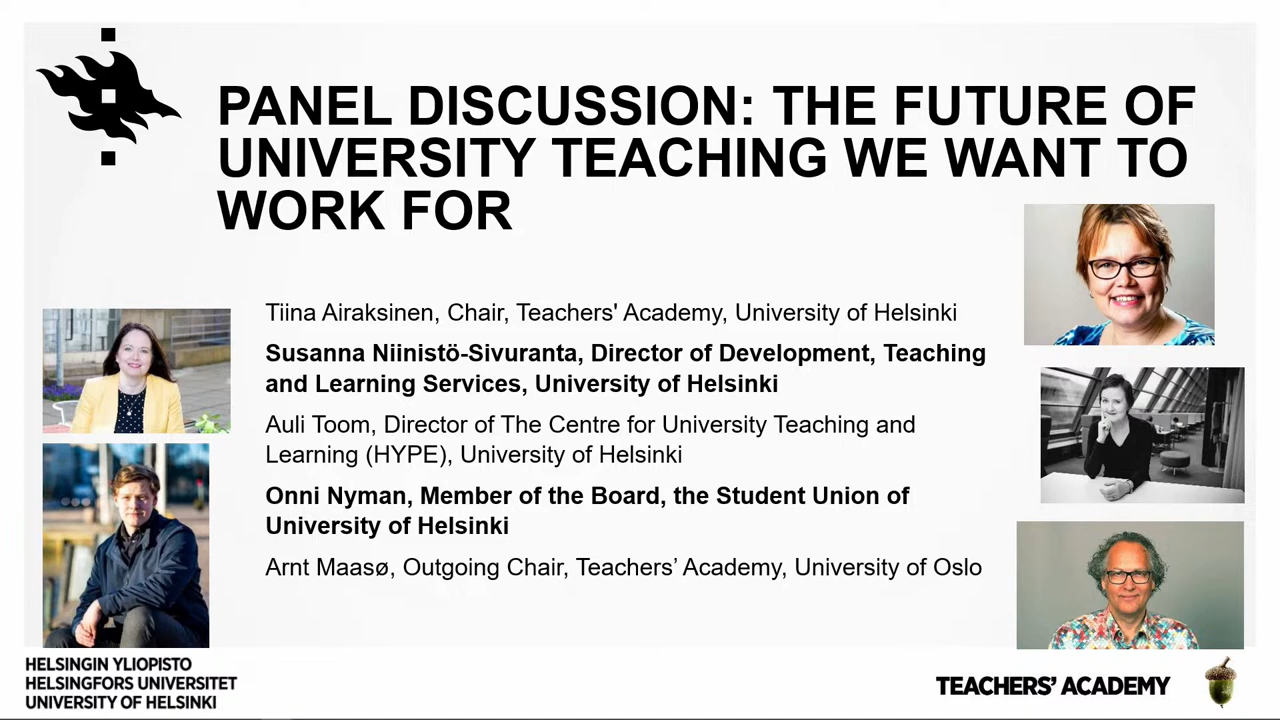 PANEL DISCUSSION: THE FUTURE OF
UNIVERSITY TEACHING WE WANT TO
WORK FOR
Tiina Airaksinen, Chair, Teachers' Academy, University of Helsinki
Susanna Niinistö-Sivuranta, Director of Development, Teaching
and Learning Services, University of Helsinki
Auli Toom, Director of The Centre for University Teaching and
Learning (HYPE), University of Helsinki
Onni Nyman, Member of the Board, the Student Union of
University of Helsinki
Arnt Maasø, Outgoing Chair, Teachers’ Academy, University of Oslo
HELSINGIN YLIOPISTO
HELSINGFORS UNIVERSITET
UNIVERSITY OF HELSINKI
TEACHERS’ ACADEMY